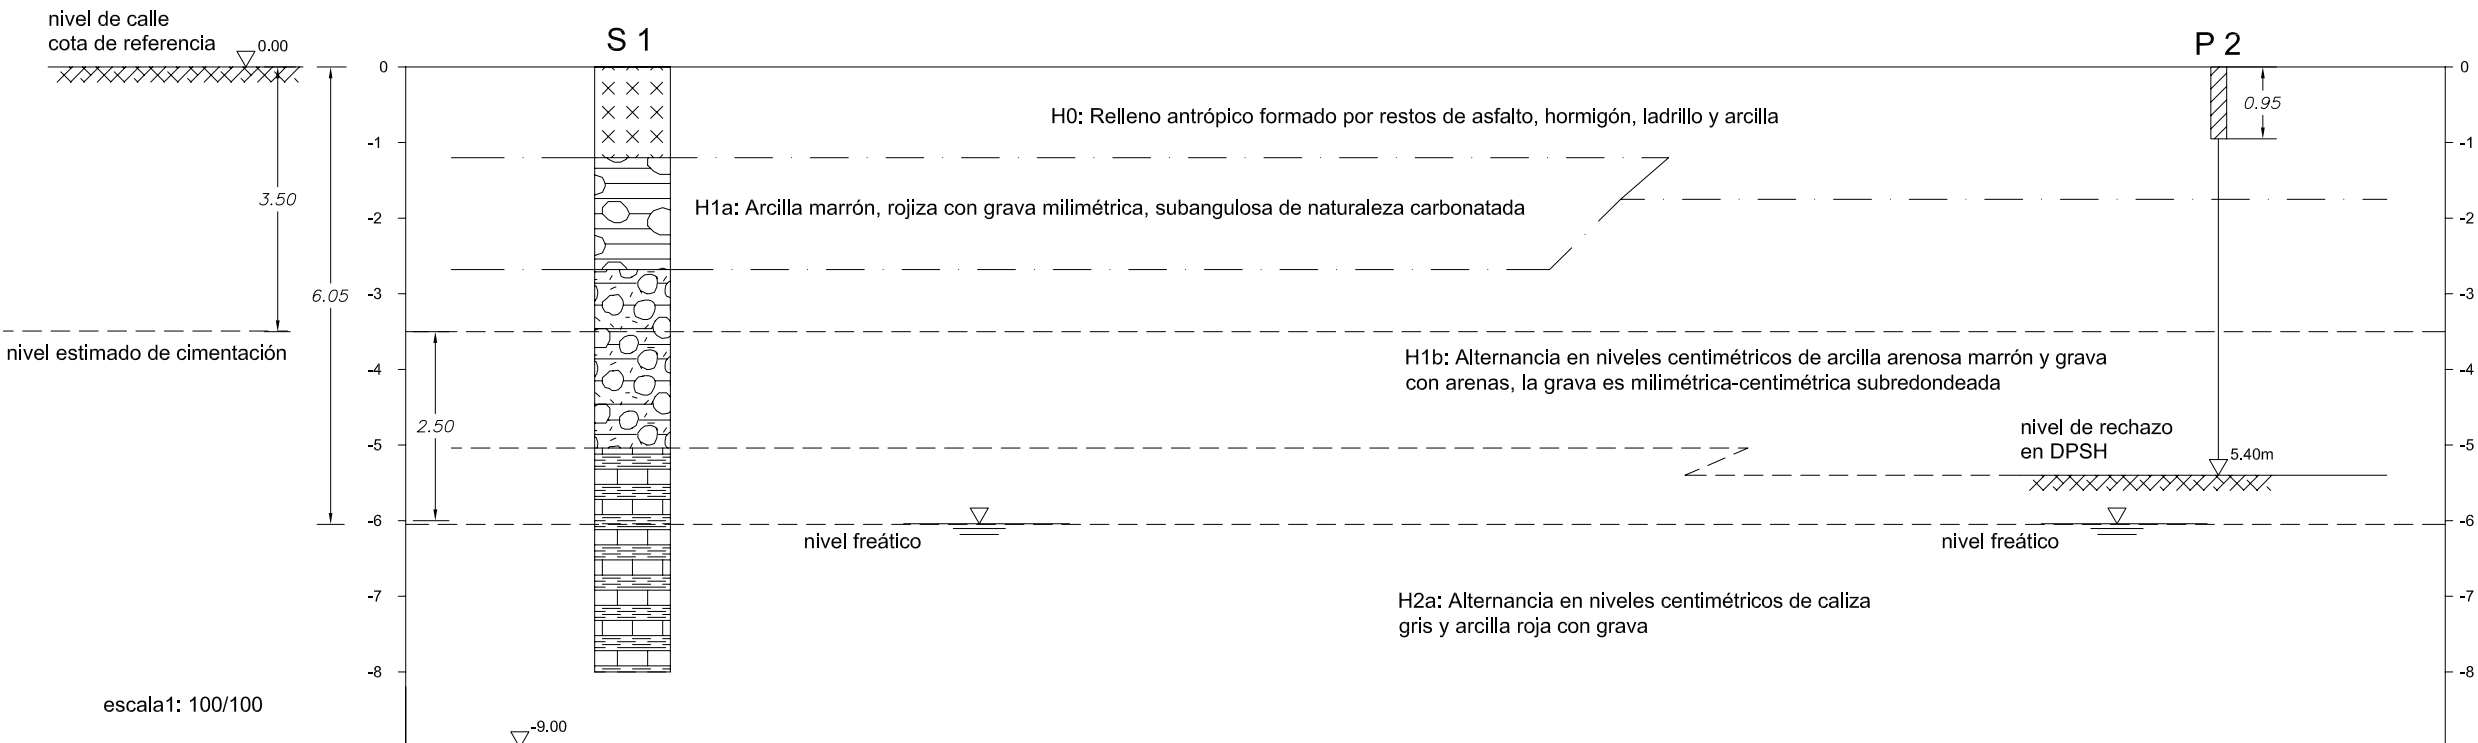 nivel de calle
cota de referencia
0.00
S 1
P 2
0
0
0.95
H0: Relleno antrópico formado por restos de asfalto, hormigón, ladrillo y arcilla
-1
-1
3.50
H1a: Arcilla marrón, rojiza con grava milimétrica, subangulosa de naturaleza carbonatada
-2
-2
6.05
-3
-3
nivel estimado de cimentación
H1b: Alternancia en niveles centimétricos de arcilla arenosa marrón y grava
con arenas, la grava es milimétrica-centimétrica subredondeada
-4
-4
2.50
nivel de rechazo
en DPSH
5.40m
-5
-5
-6
-6
nivel freático
nivel freático
-7
-7
H2a: Alternancia en niveles centimétricos de caliza
gris y arcilla roja con grava
-8
-8
escala1: 100/100
-9.00